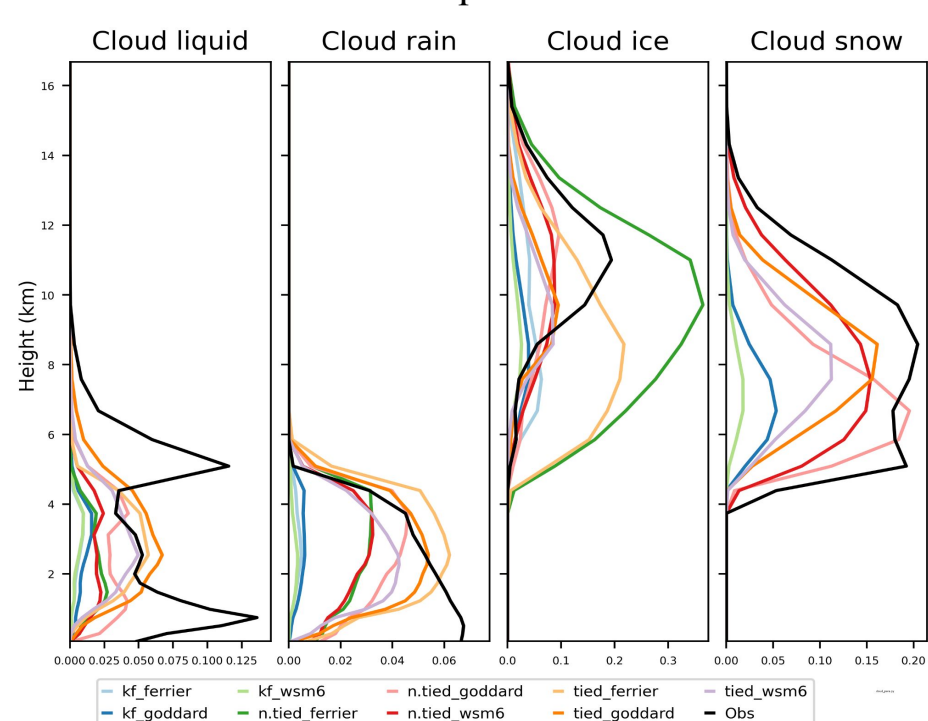 Cloud liquid Cloud rain Cloud ice Cloud snow
Height (km)
16
14
12
10
8
6
4
2
0.000 0.025 0.050 0.075 0.100 0.125
0.00 0.02 0.04 0.06
0.0 0.1 0.2 0.3
0.00 0.05 0.10 0.15 0.20
kf_ferrier kf_wsm6 n.tied_goddard tied_ferrier tied_wsm6
kf_goddard n.tied_ferrier n.tied_wsm6 tied_goddard Obs